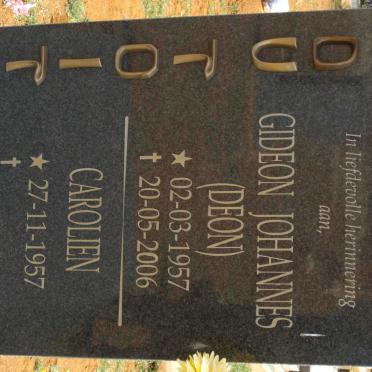 DU TOIT
In liefdevolle herinnering
aan,
GIDEON JOHANNES
(DEON)
★ 02-03-1957
✝ 20-05-2006
CAROLIEN
★ 27-11-1957
✝